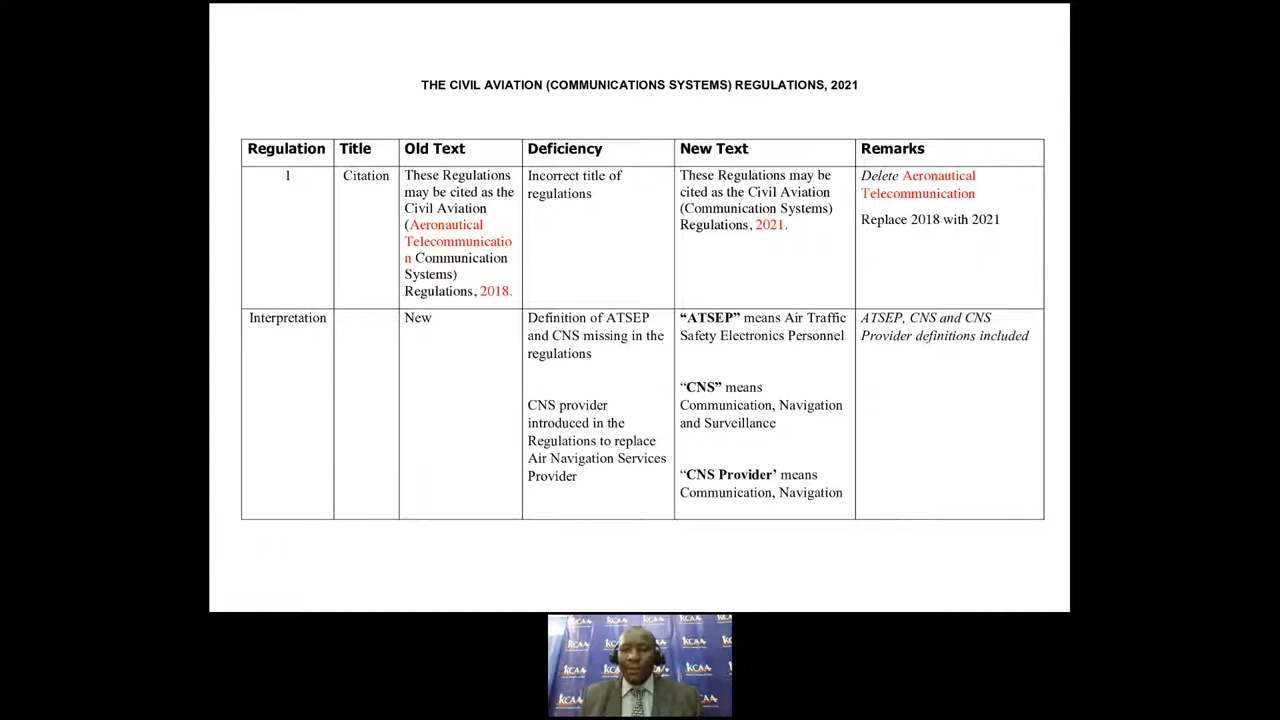 THE CIVIL AVIATION (COMMUNICATIONS SYSTEMS) REGULATIONS, 2021
Regulation Title Old Text Deficiency New Text Remarks
1
Citation
These Regulations
may be cited as the
Civil Aviation
(Aeronautical
Telecommunicatio
n Communication
Systems)
Regulations, 2018.
Incorrect title of
regulations
These Regulations may be
cited as the Civil Aviation
(Communication Systems)
Regulations, 2021.
Delete Aeronautical
Telecommunication
Replace 2018 with 2021
Interpretation
New
Definition of ATSEP
and CNS missing in the
regulations
CNS provider
introduced in the
Regulations to replace
Air Navigation Services
Provider
“ATSEP” means Air Traffic
Safety Electronics Personnel
“CNS” means
Communication, Navigation
and Surveillance
“CNS Provider’ means
Communication, Navigation
ATSEP, CNS and CNS
Provider definitions included
KCAA
KCAA
KCAA
KCAA
KCAA